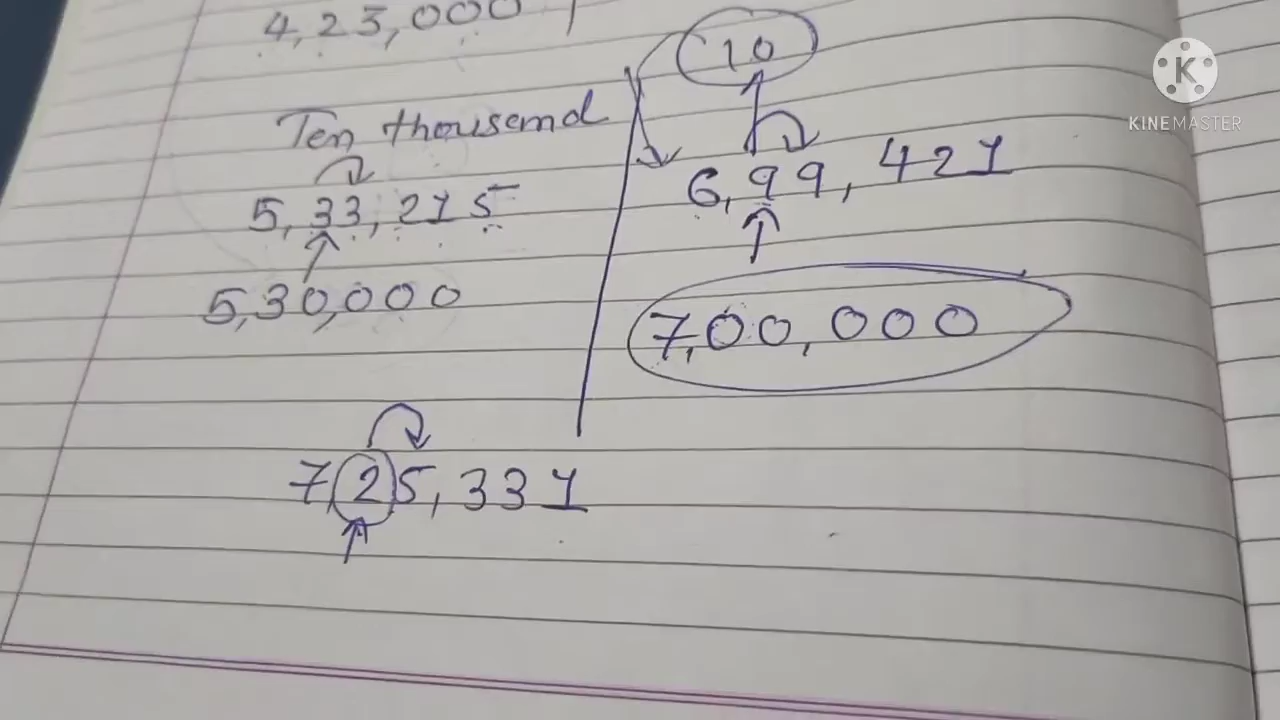 4,23,000
Ten thousand
5,33,215
5,30,000
10
6,99,421
7,00,000
7,25,331
K
KINEMASTER